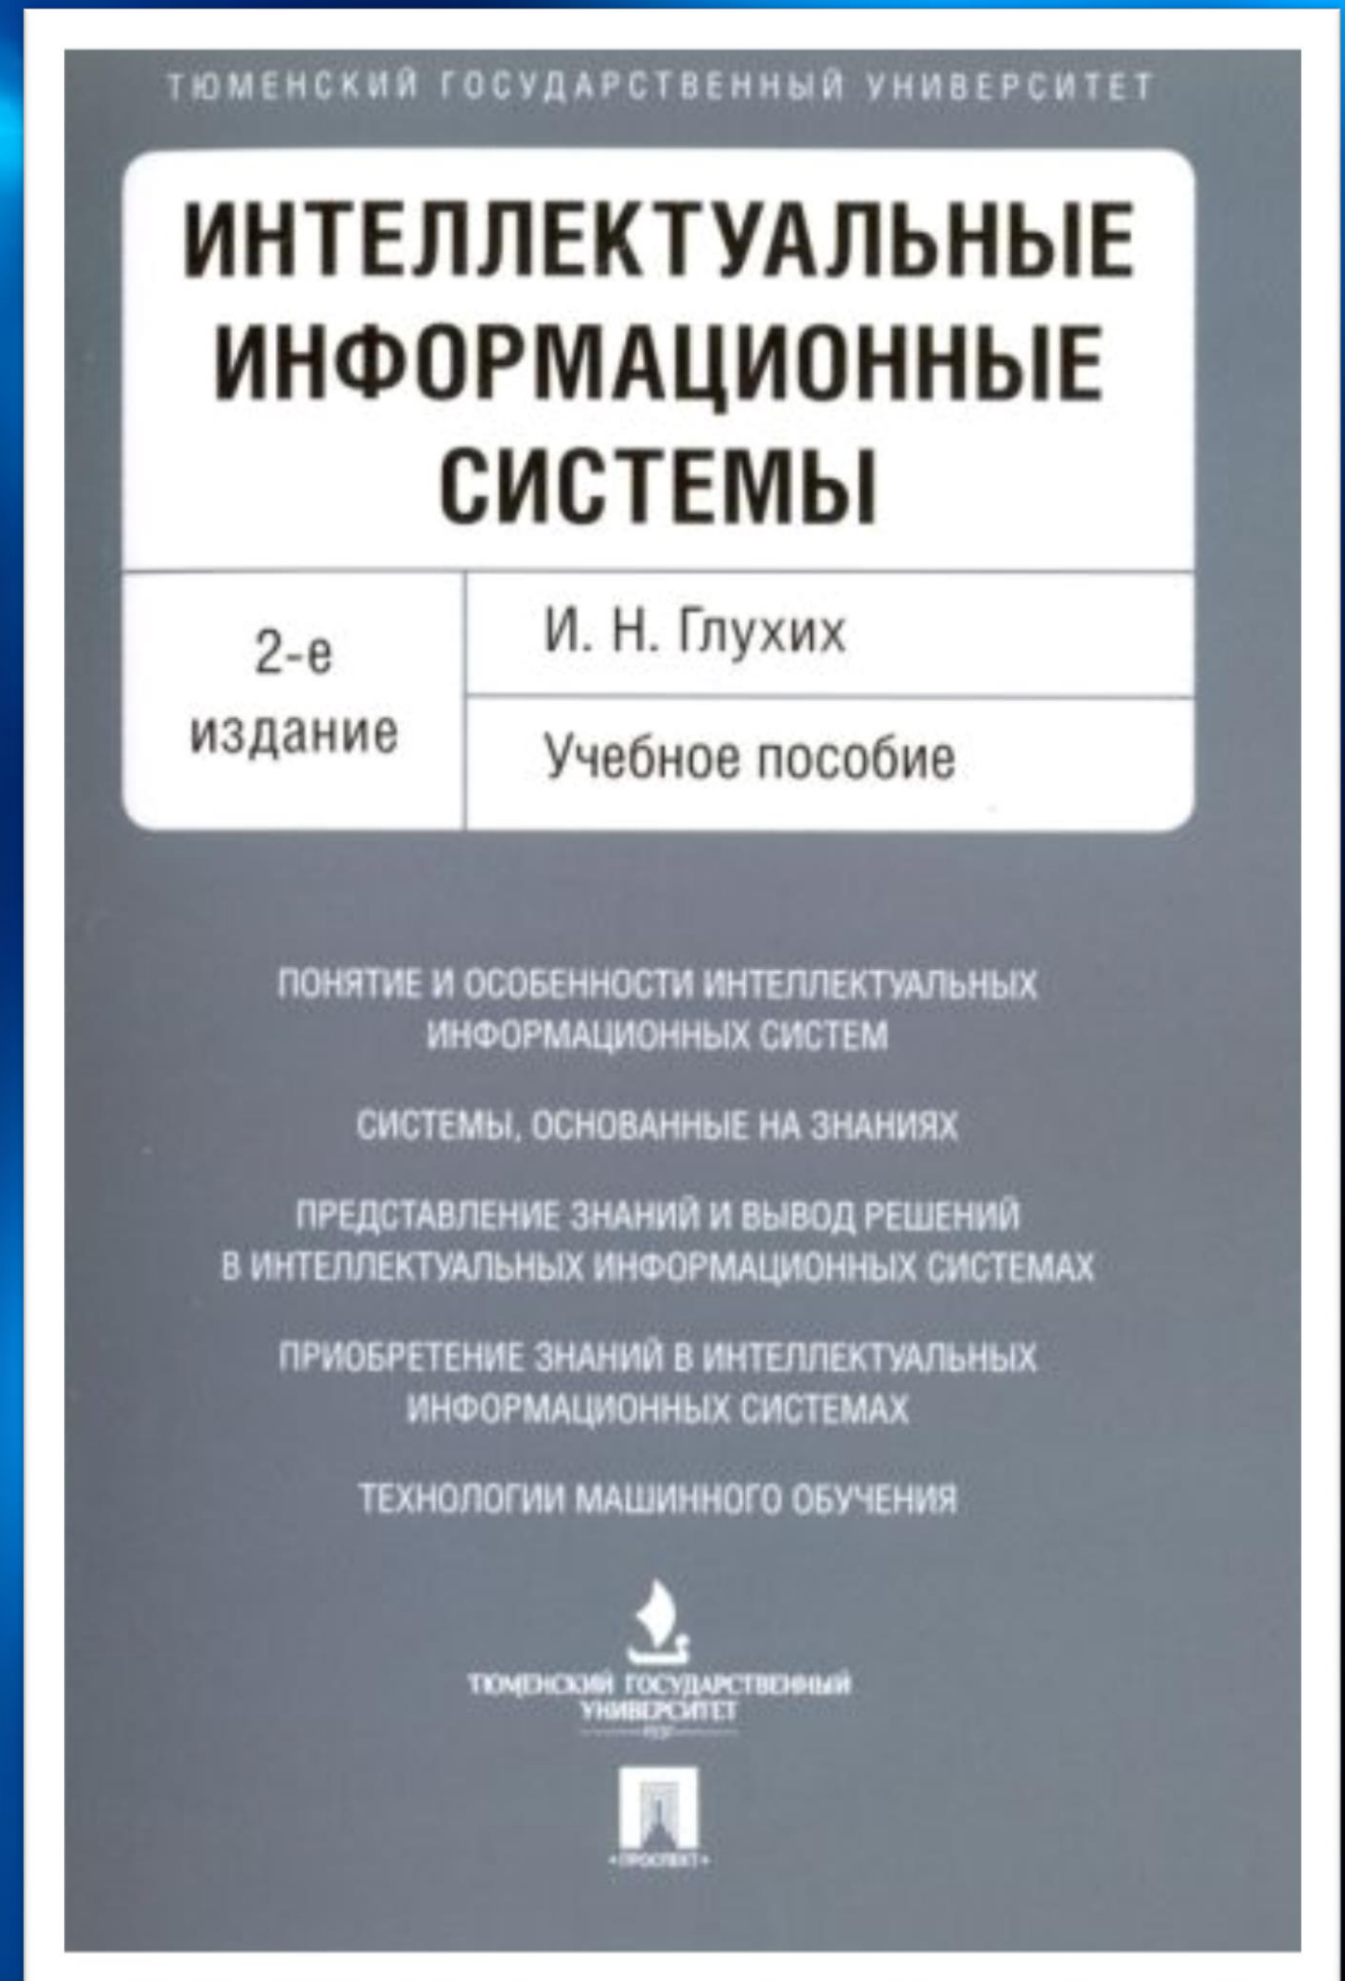 ТЮМЕНСКИЙ ГОСУДАРСТВЕННЫЙ УНИВЕРСИТЕТ
ИНТЕЛЛЕКТУАЛЬНЫЕ
ИНФОРМАЦИОННЫЕ
СИСТЕМЫ
2-е
издание
И. Н. Глухих
Учебное пособие
ПОНЯТИЕ И ОСОБЕННОСТИ ИНТЕЛЛЕКТУАЛЬНЫХ
ИНФОРМАЦИОННЫХ СИСТЕМ
СИСТЕМЫ, ОСНОВАННЫЕ НА ЗНАНИЯХ
ПРЕДСТАВЛЕНИЕ ЗНАНИЙ И ВЫВОД РЕШЕНИЙ
В ИНТЕЛЛЕКТУАЛЬНЫХ ИНФОРМАЦИОННЫХ СИСТЕМАХ
ПРИОБРЕТЕНИЕ ЗНАНИЙ В ИНТЕЛЛЕКТУАЛЬНЫХ
ИНФОРМАЦИОННЫХ СИСТЕМАХ
ТЕХНОЛОГИИ МАШИННОГО ОБУЧЕНИЯ
ТЮМЕНСКИЙ ГОСУДАРСТВЕННЫЙ
УНИВЕРСИТЕТ
•ПРОСПЕКТ•